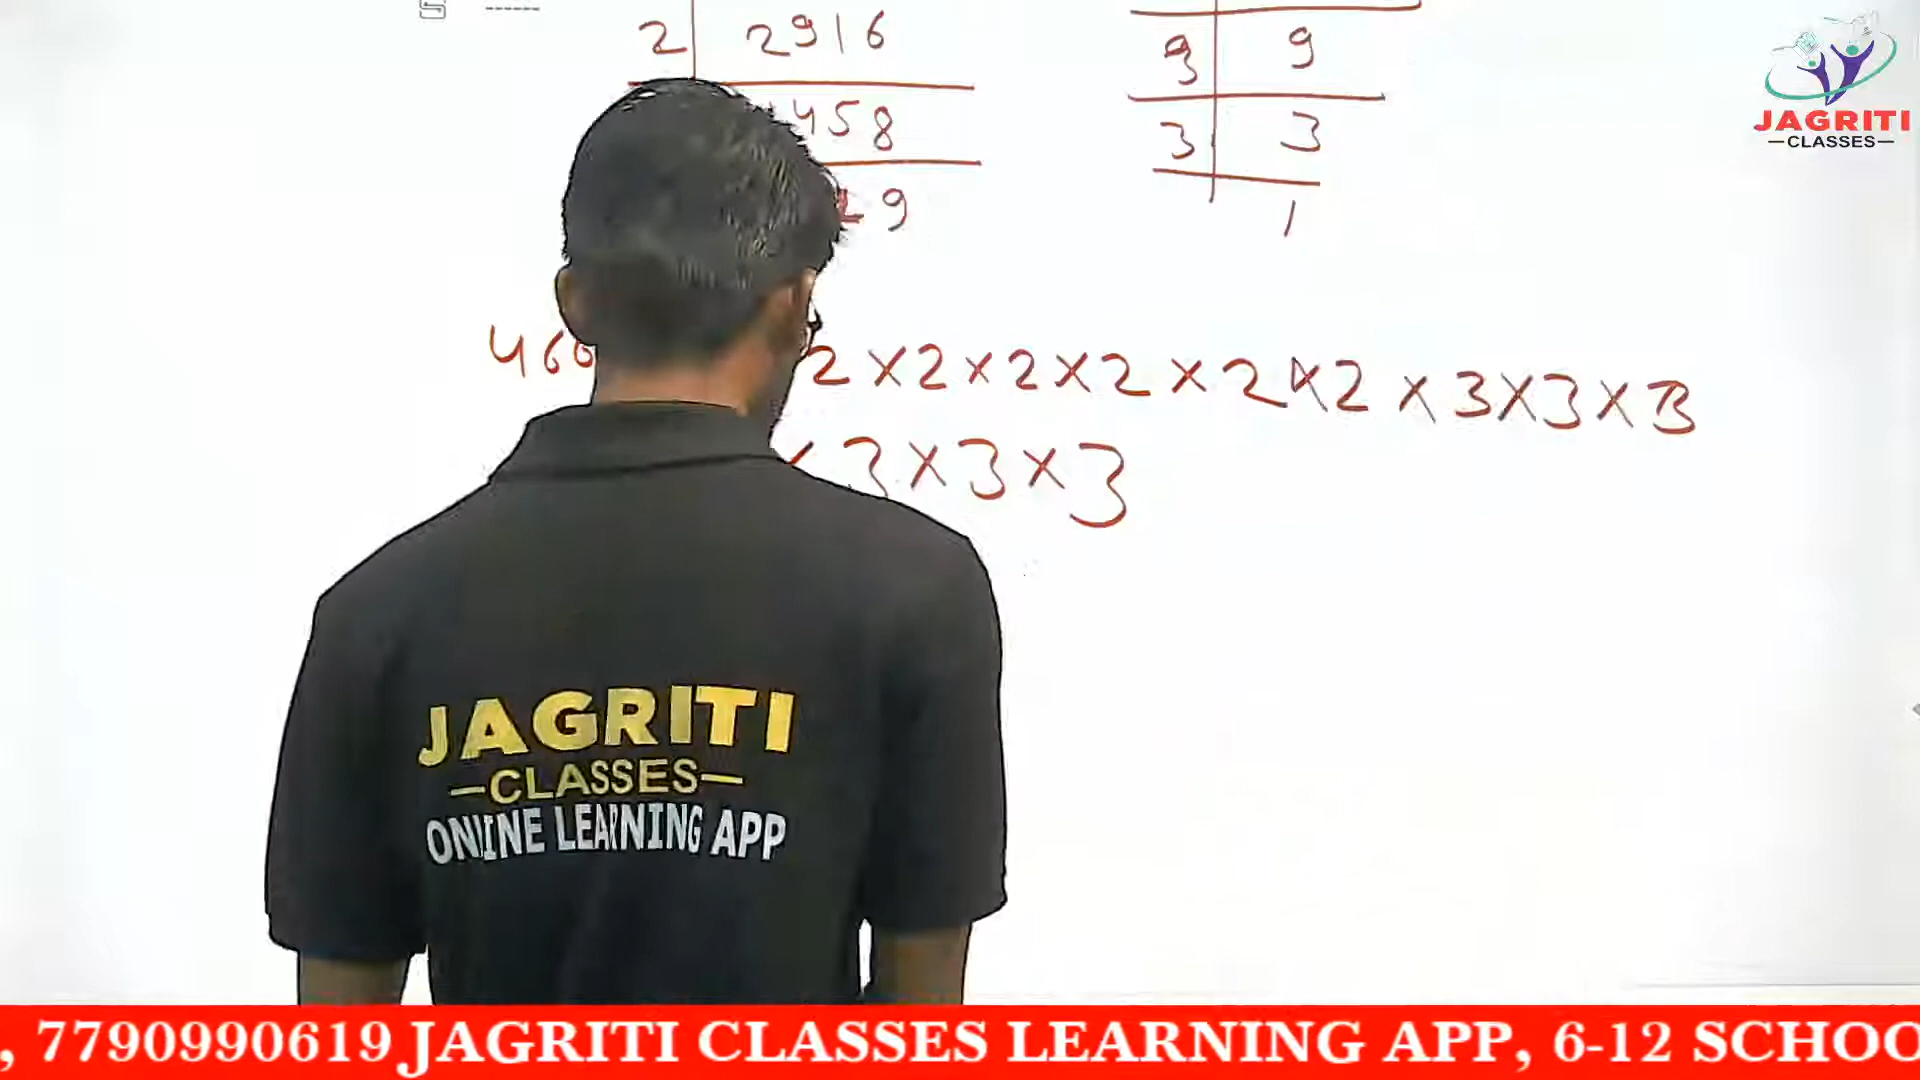 2 2916
458
9
9 9
3 3
1
JAGRITI
CLASSES
466
2 × 2 × 2 × 2 × 2 × 2 × 3 × 3 × 3
× 3 × 3 × 3
JAGRITI
CLASSES
ONLINE LEARNING APP
, 7790990619 JAGRITI CLASSES LEARNING APP, 6-12 SCHOO